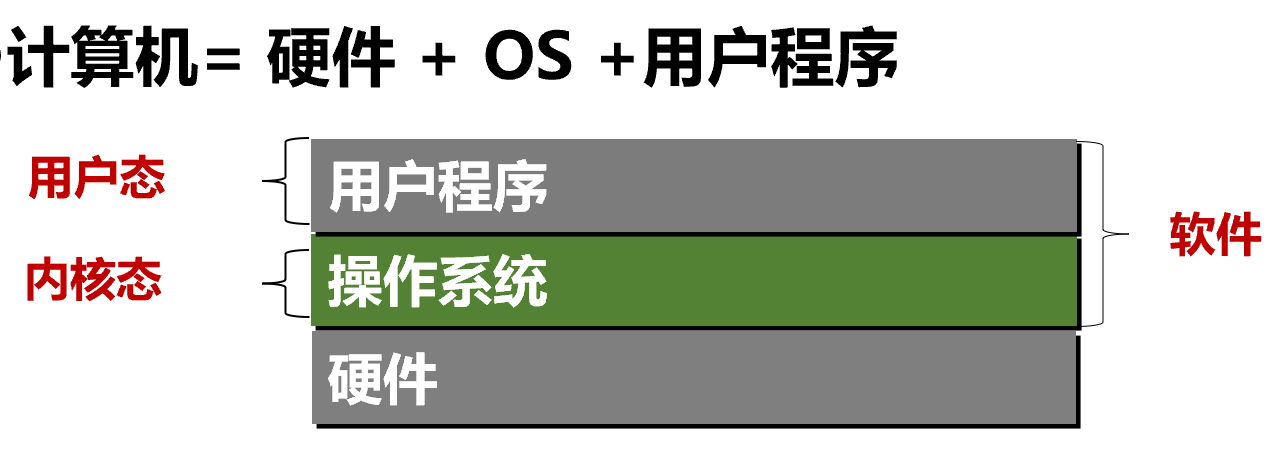 计算机= 硬件 + OS +用户程序
用户态
用户程序
内核态
操作系统
软件
硬件